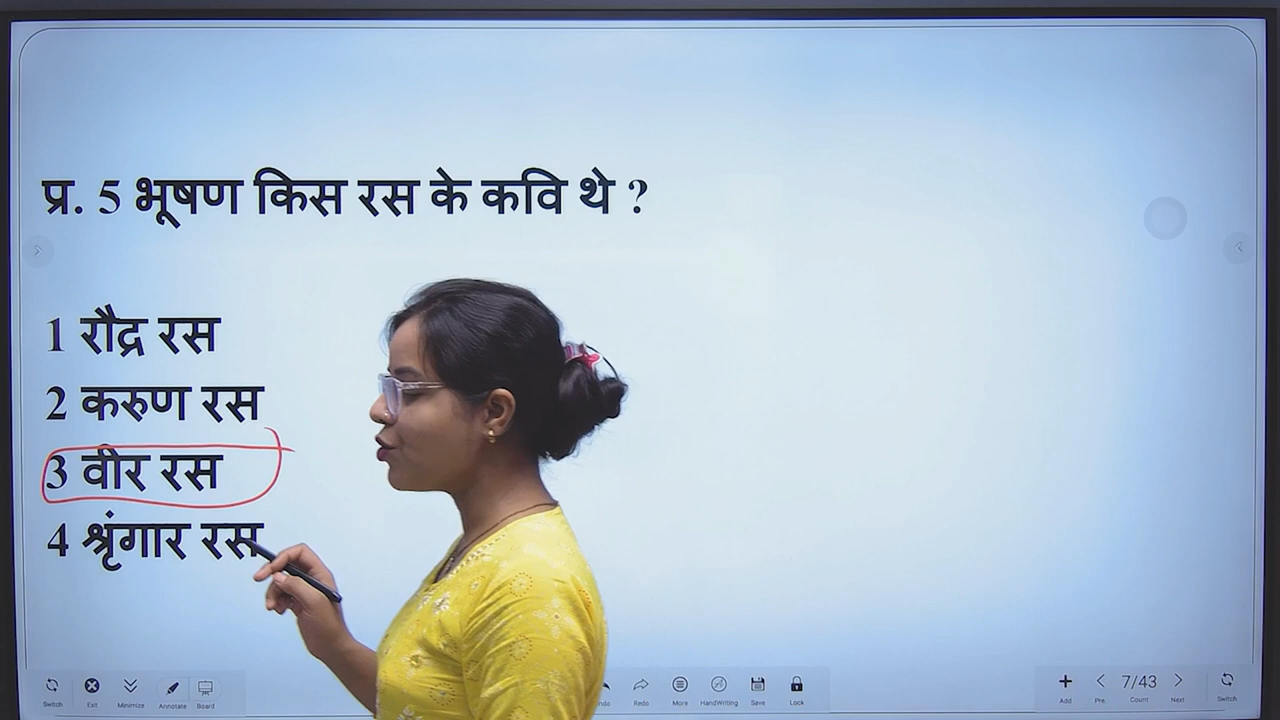 प्र. 5 भूषण किस रस के कवि थे ?
1 रौद्र रस
2 करुण रस
3 वीर रस
4 श्रृंगार रस
Switch Exit Minimize Annotate Board Redo More HandWriting Save Lock Add Pre. 7/43 Count Next Switch